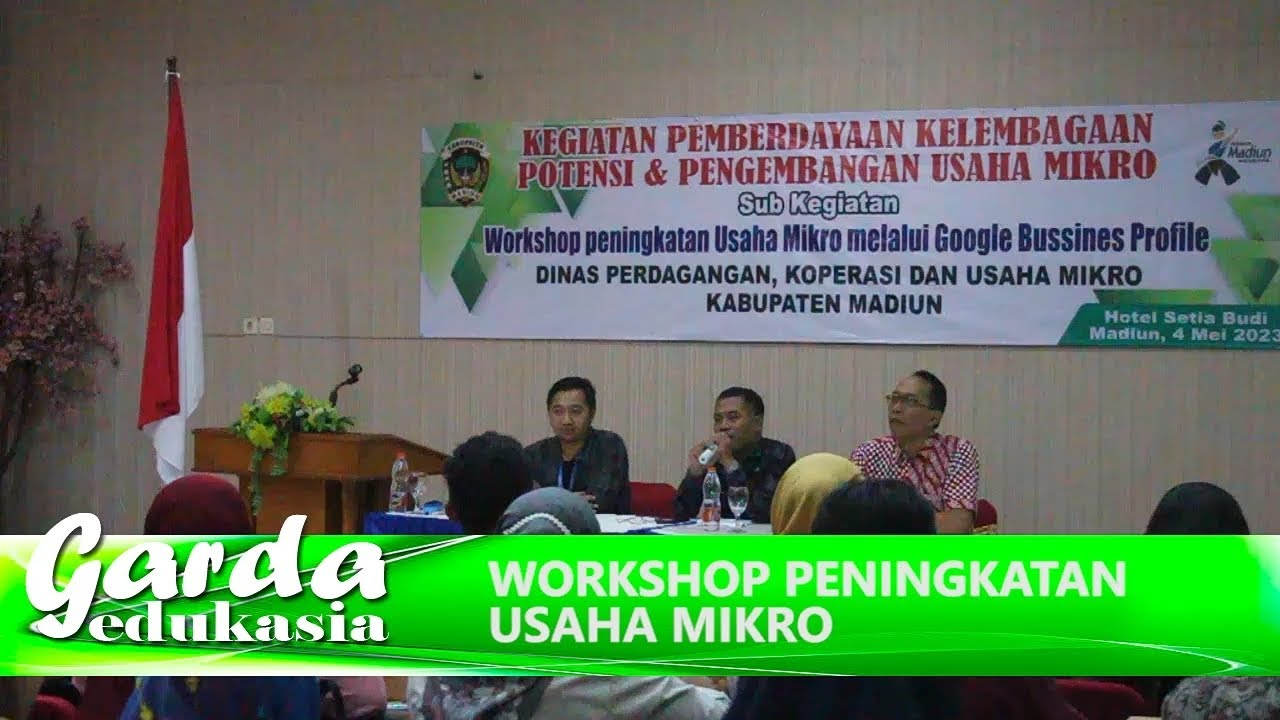 KEGIATAN PEMBERDAYAAN KELEMBAGAAN
POTENSI & PENGEMBANGAN USAHA MIKRO
Sub Kegiatan
Workshop peningkatan Usaha Mikro melalui Google Bussines Profile
DINAS PERDAGANGAN, KOPERASI DAN USAHA MIKRO
KABUPATEN MADIUN
KABUPATEN
Madiun
Hotel Setia Budi
Madiun, 4 Mei 2023
Garda
edukasia
WORKSHOP PENINGKATAN
USAHA MIKRO